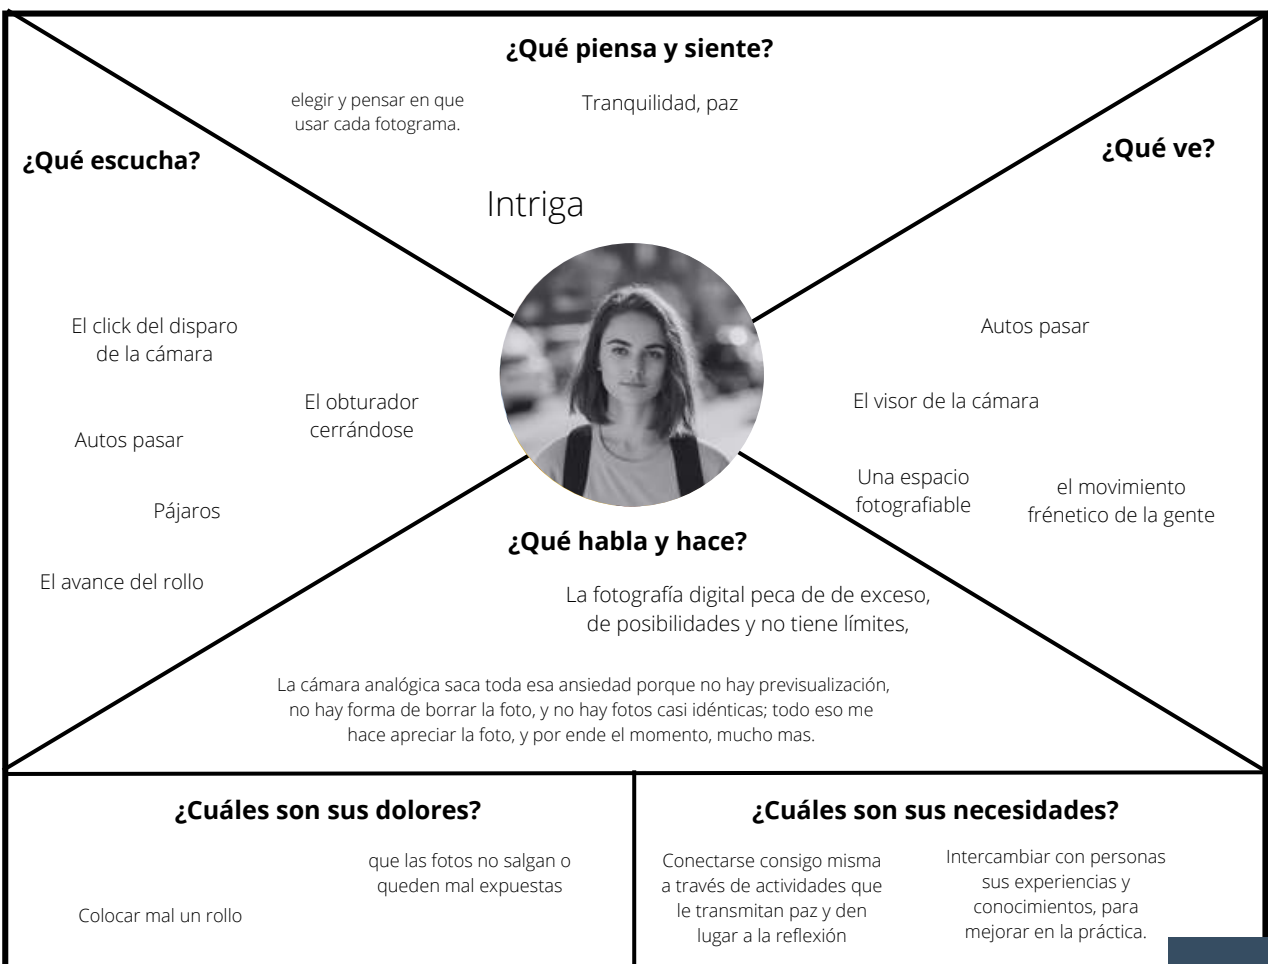 ¿Qué piensa y siente?
elegir y pensar en que
usar cada fotograma.
Tranquilidad, paz
Intriga
¿Qué escucha?
El click del disparo
de la cámara
El obturador
cerrándose
Autos pasar
Pájaros
El avance del rollo
¿Qué ve?
Autos pasar
El visor de la cámara
Una espacio
fotografiable
el movimiento
frénetico de la gente
¿Qué habla y hace?
La fotografía digital peca de de exceso,
de posibilidades y no tiene límites,
La cámara analógica saca toda esa ansiedad porque no hay previsualización,
no hay forma de borrar la foto, y no hay fotos casi idénticas; todo eso me
hace apreciar la foto, y por ende el momento, mucho mas.
¿Cuáles son sus dolores?
que las fotos no salgan o
queden mal expuestas
Colocar mal un rollo
¿Cuáles son sus necesidades?
Conectarse consigo misma
a través de actividades que
le transmitan paz y den
lugar a la reflexión
Intercambiar con personas
sus experiencias y
conocimientos, para
mejorar en la práctica.